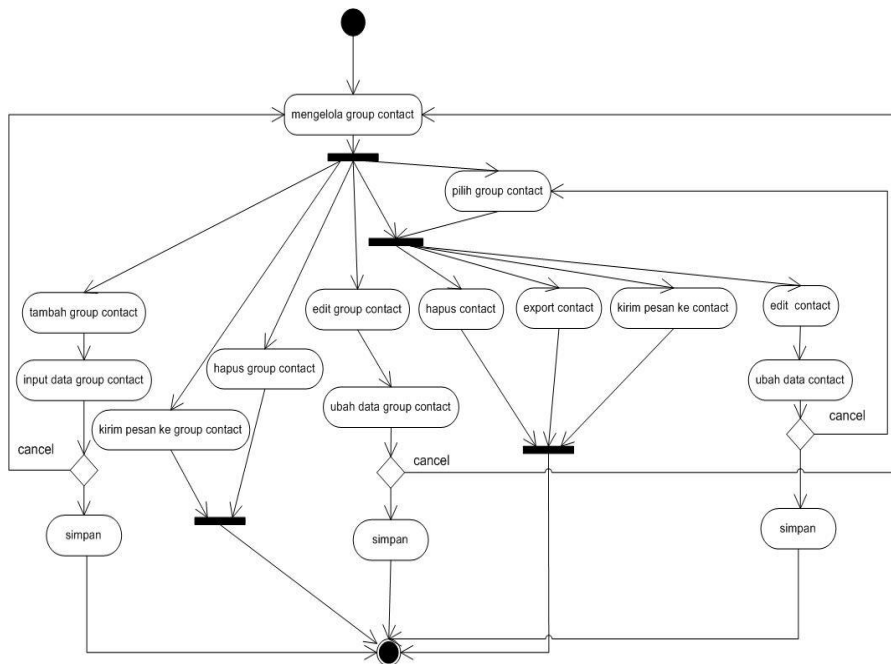 mengelola group contact
pilih group contact
tambah group contact
edit group contact
hapus contact
export contact
kirim pesan ke contact
edit contact
input data group contact
hapus group contact
ubah data group contact
ubah data contact
kirim pesan ke group contact
cancel
cancel
cancel
simpan
simpan
simpan